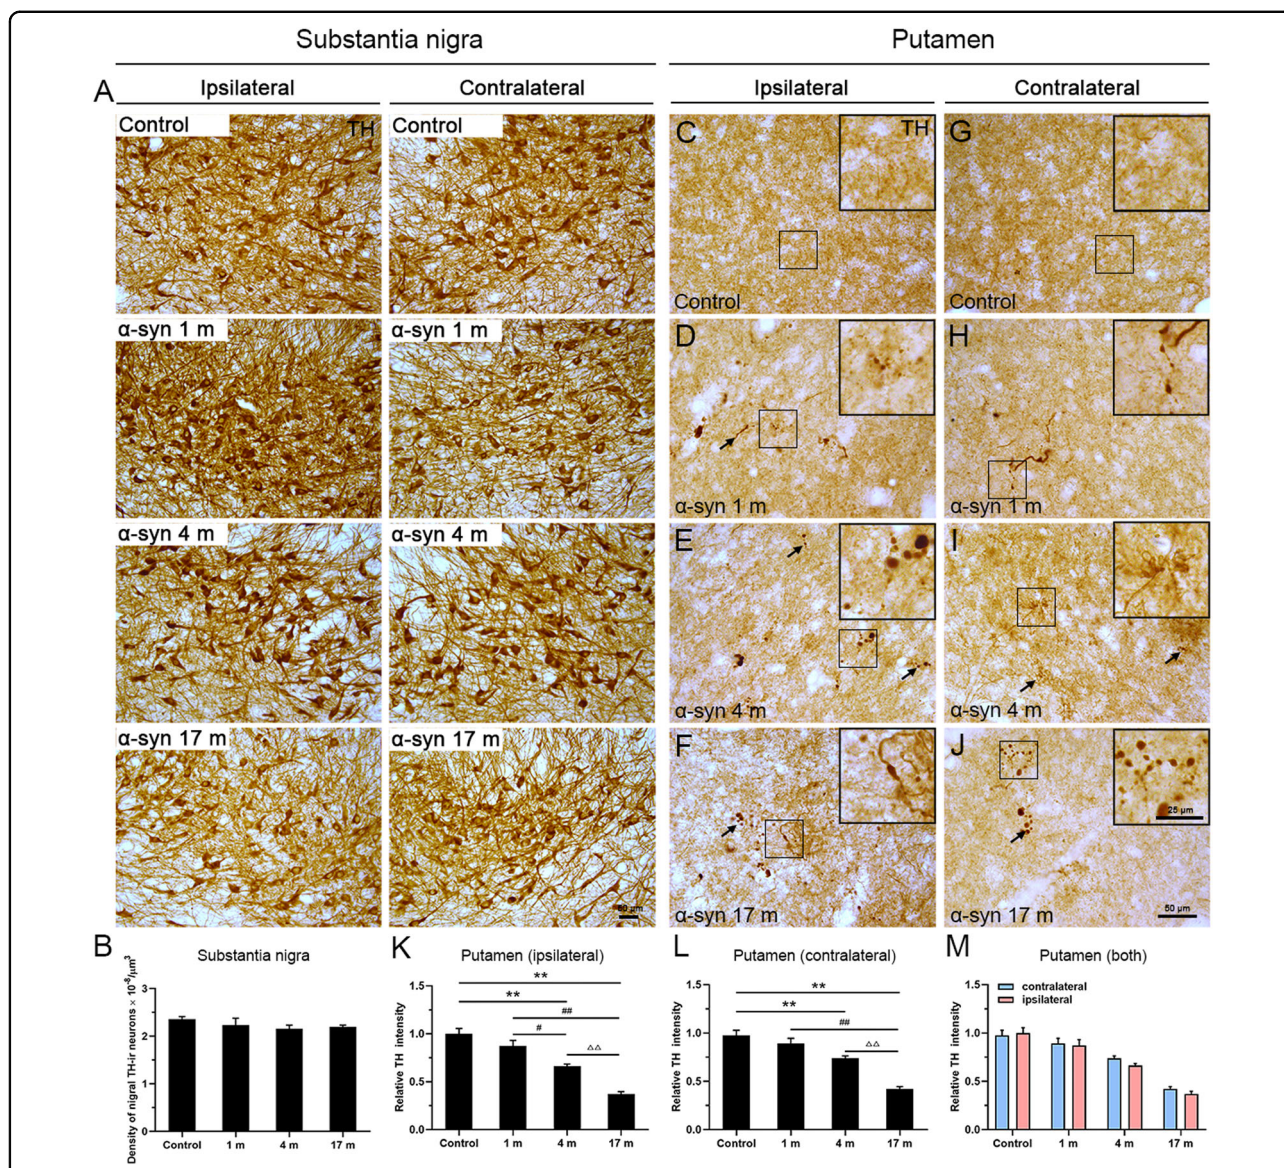 Substantia nigra
Putamen
A
Ipsilateral
Contralateral
Ipsilateral
Contralateral
Control
TH
Control
C
TH
G
Control
Control
α-syn 1 m
α-syn 1 m
D
H
α-syn 1 m
α-syn 1 m
α-syn 4 m
α-syn 4 m
E
I
α-syn 4 m
α-syn 4 m
α-syn 17 m
α-syn 17 m
F
J
25 μm
50 μm
α-syn 17 m
α-syn 17 m
50 μm
B
Substantia nigra
Density of nigral TH-ir neurons × 10⁻⁸/μm³
3
2
1
0
Control
1 m
4 m
17 m
K
Putamen (ipsilateral)
Relative TH intensity
1.5
1.0
0.5
0.0
**
**
##
#
△△
Control
1 m
4 m
17 m
L
Putamen (contralateral)
Relative TH intensity
1.5
1.0
0.5
0.0
**
**
##
△△
Control
1 m
4 m
17 m
M
Putamen (both)
Relative TH intensity
1.5
1.0
0.5
0.0
contralateral
ipsilateral
Control
1 m
4 m
17 m